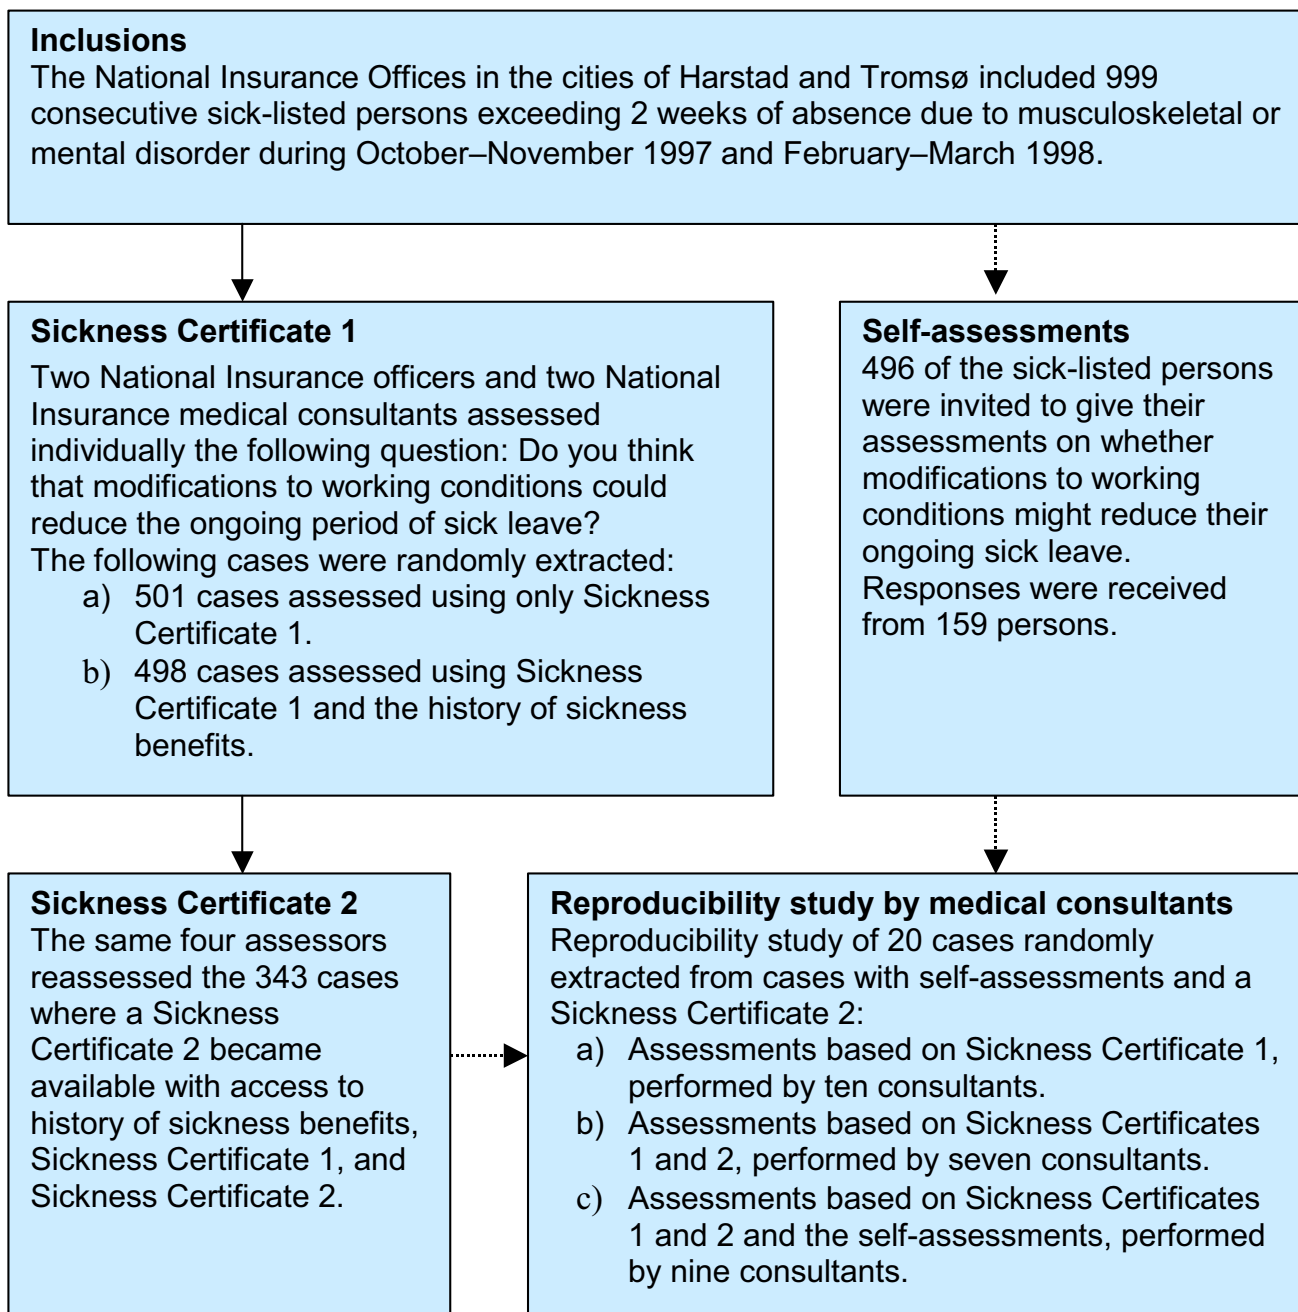 Inclusions
The National Insurance Offices in the cities of Harstad and Tromsø included 999
consecutive sick-listed persons exceeding 2 weeks of absence due to musculoskeletal or
mental disorder during October–November 1997 and February–March 1998.
Sickness Certificate 1
Two National Insurance officers and two National
Insurance medical consultants assessed
individually the following question: Do you think
that modifications to working conditions could
reduce the ongoing period of sick leave?
The following cases were randomly extracted:
a) 501 cases assessed using only Sickness
Certificate 1.
b) 498 cases assessed using Sickness
Certificate 1 and the history of sickness
benefits.
Self-assessments
496 of the sick-listed persons
were invited to give their
assessments on whether
modifications to working
conditions might reduce their
ongoing sick leave.
Responses were received
from 159 persons.
Sickness Certificate 2
The same four assessors
reassessed the 343 cases
where a Sickness
Certificate 2 became
available with access to
history of sickness benefits,
Sickness Certificate 1, and
Sickness Certificate 2.
Reproducibility study by medical consultants
Reproducibility study of 20 cases randomly
extracted from cases with self-assessments and a
Sickness Certificate 2:
a) Assessments based on Sickness Certificate 1,
performed by ten consultants.
b) Assessments based on Sickness Certificates
1 and 2, performed by seven consultants.
c) Assessments based on Sickness Certificates
1 and 2 and the self-assessments, performed
by nine consultants.